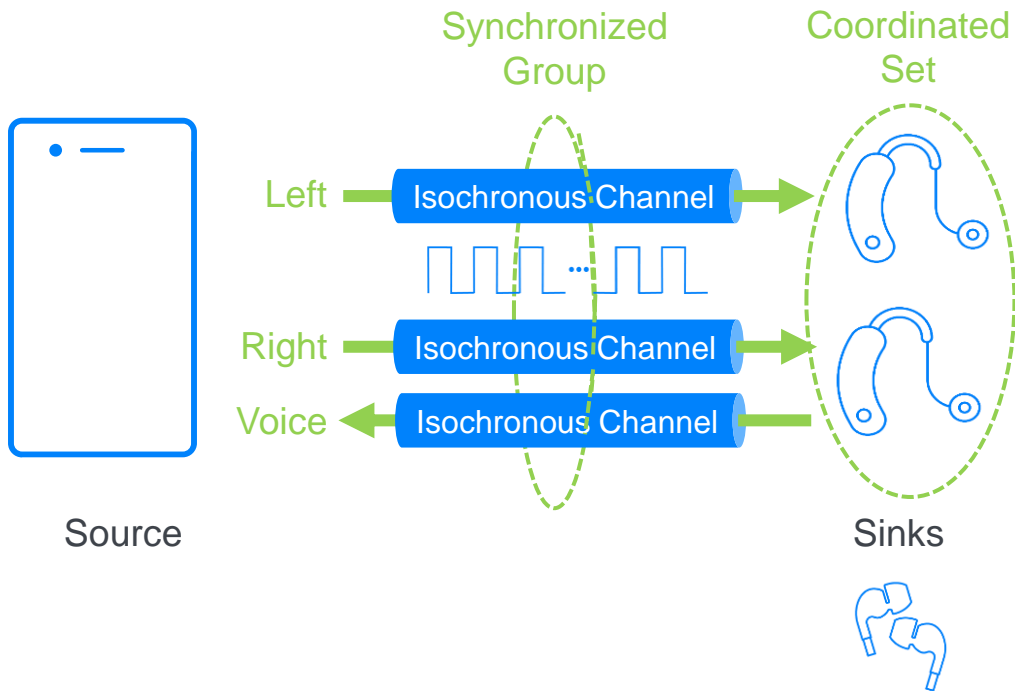 Synchronized
Group
Coordinated
Set
Left
Isochronous Channel
...
Right
Isochronous Channel
Voice
Isochronous Channel
Source
Sinks